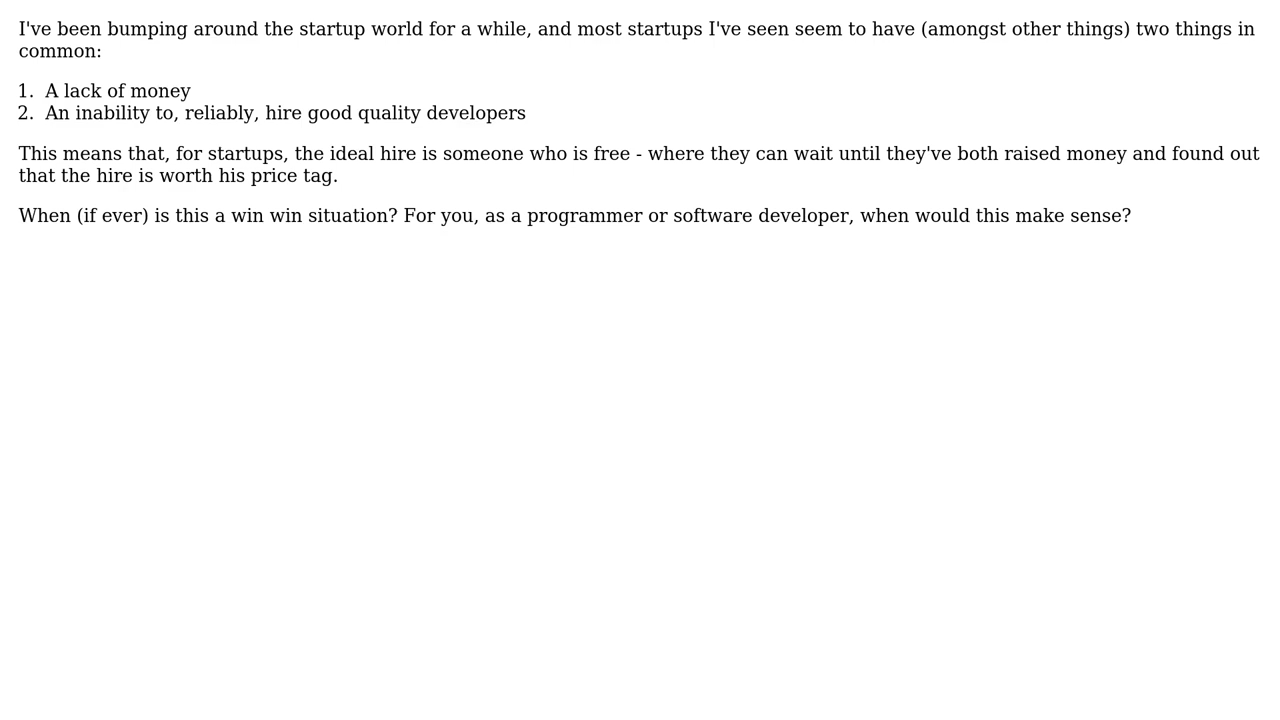 I've been bumping around the startup world for a while, and most startups I've seen seem to have (amongst other things) two things in
common:
1. A lack of money
2. An inability to, reliably, hire good quality developers
This means that, for startups, the ideal hire is someone who is free - where they can wait until they've both raised money and found out
that the hire is worth his price tag.
When (if ever) is this a win win situation? For you, as a programmer or software developer, when would this make sense?